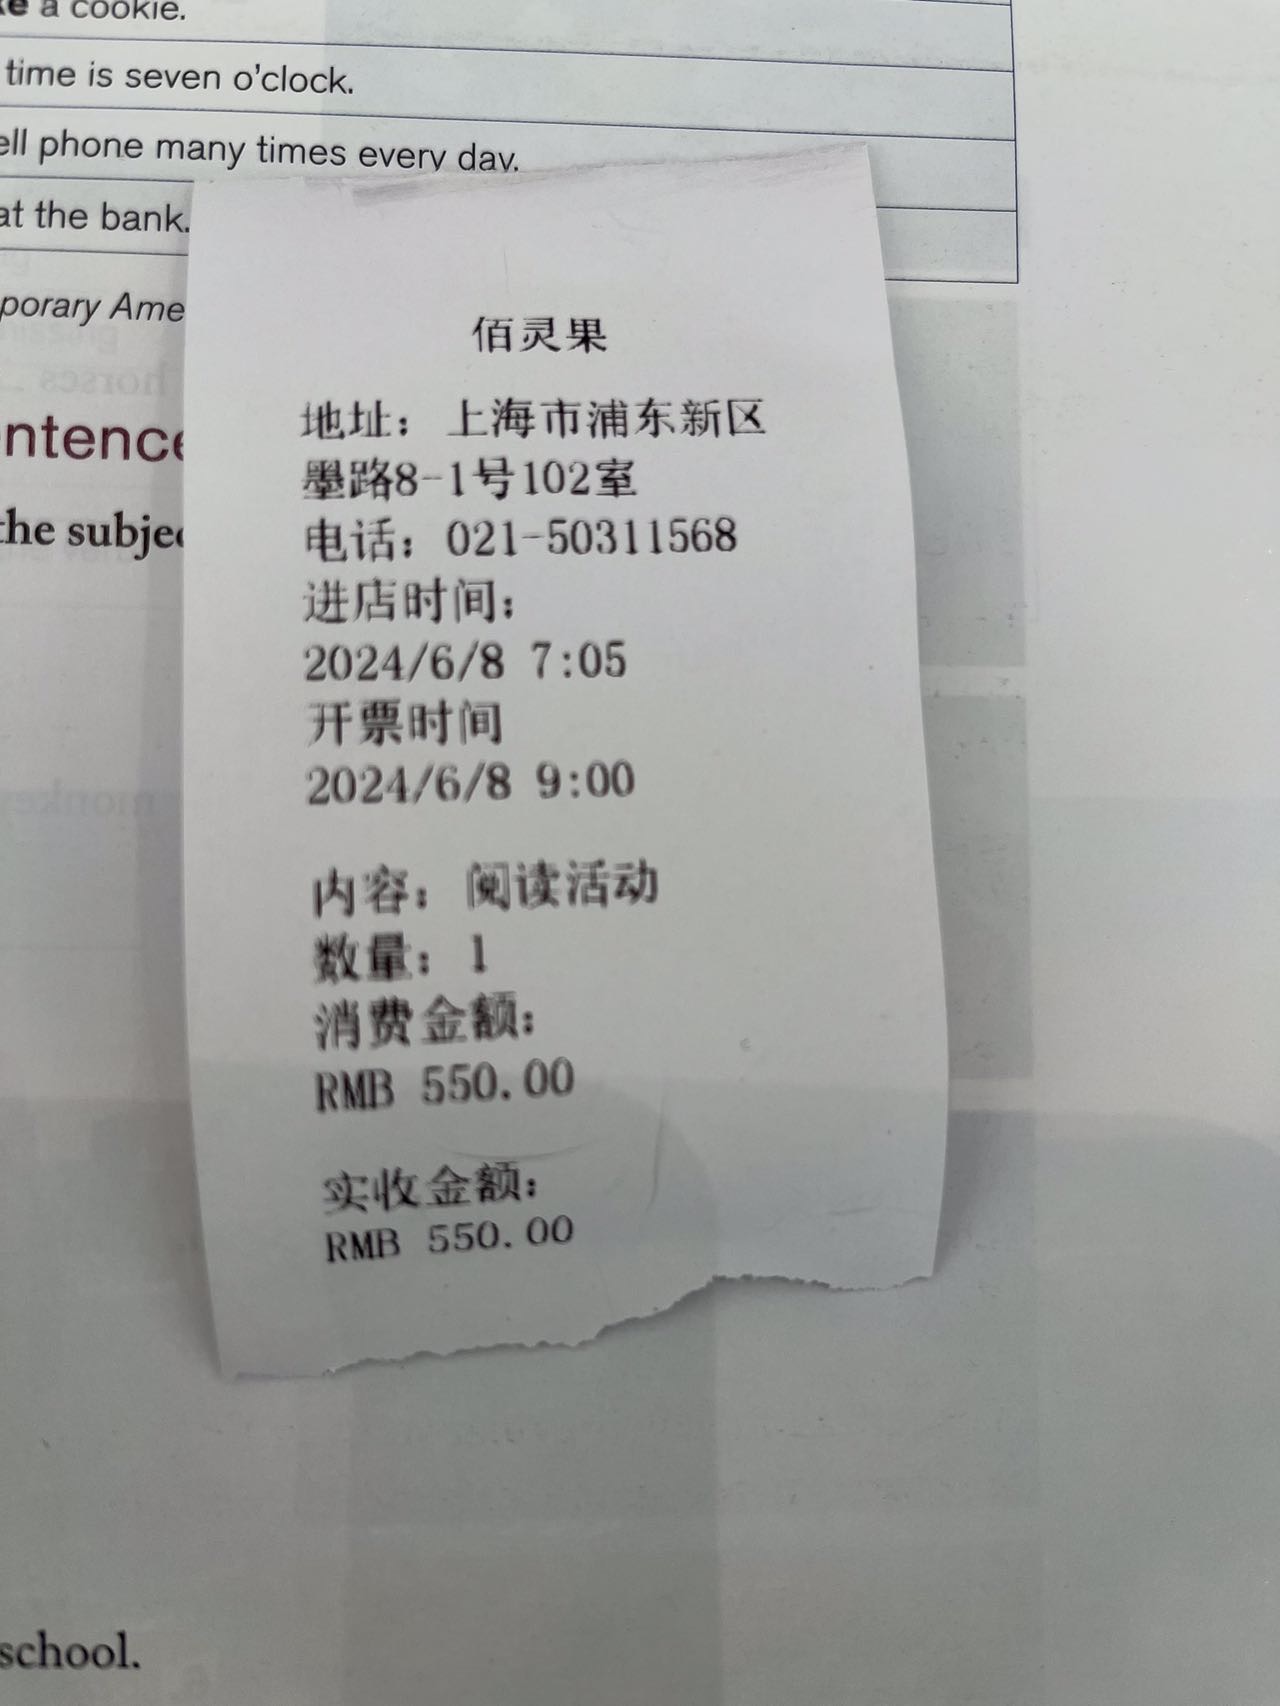 e a cookie.
time is seven o'clock.
ell phone many times every day.
at the bank.
porary Ame
ntence
the subjec
佰灵果
地址：上海市浦东新区
墨路8-1号102室
电话：021-50311568
进店时间：
2024/6/8 7:05
开票时间
2024/6/8 9:00
内容：阅读活动
数量：1
消费金额：
RMB 550.00
实收金额：
RMB 550.00
school.